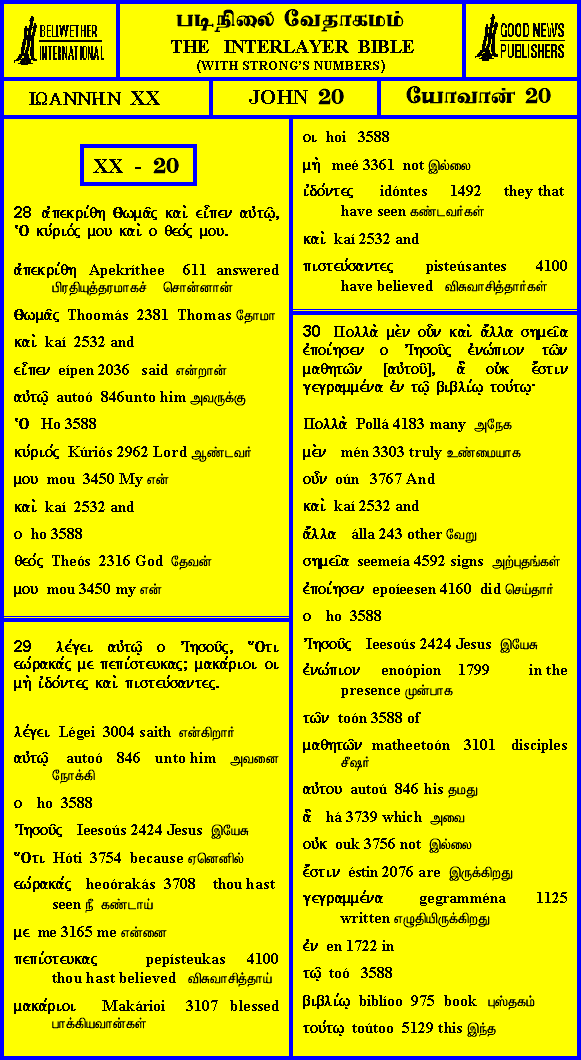 BELLWETHER
INTERNATIONAL
படிநிலை வேதாகமம்
THE INTERLAYER BIBLE
(WITH STRONG'S NUMBERS)
GOOD NEWS
PUBLISHERS
ΙΩΑΝΝΗΝ XX
JOHN 20
யோவான் 20
XX - 20
28 ἀπεκρίθη Θωμᾶς καὶ εἶπεν αὐτῷ,
Ὁ κύριός μου καὶ ο θεός μου.
ἀπεκρίθη Apekríthee 611 answered
பிரதியுத்தரமாகச் சொன்னான்
Θωμᾶς Thoomás 2381 Thomas தோமா
καὶ kaí 2532 and
εἶπεν eípen 2036 said என்றான்
αὐτῷ autoó 846unto him அவருக்கு
Ὁ Ho 3588
κύριός Kúriós 2962 Lord ஆண்டவர்
μου mou 3450 My என்
καὶ kaí 2532 and
ο ho 3588
θεός Theós 2316 God தேவன்
μου mou 3450 my என்
29 λέγει αὐτῷ ο Ἰησοῦς, Ὅτι
εώρακάς με πεπίστευκας; μακάριοι οι
μὴ ἰδόντες καὶ πιστεύσαντες.
λέγει Légei 3004 saith என்கிறார்
αὐτῷ autoó 846 unto him அவனை
நோக்கி
ο ho 3588
Ἰησοῦς Ieesoús 2424 Jesus இயேசு
Ὅτι Hóti 3754 because ஏனெனில்
εώρακάς heoórakás 3708 thou hast
seen நீ கண்டாய்
με me 3165 me என்னை
πεπίστευκας pepísteukas 4100
thou hast believed விசுவாசித்தாய்
μακάριοι Makárioi 3107 blessed
பாக்கியவான்கள்
οι hoi 3588
μὴ meé 3361 not இல்லை
ἰδόντες idóntes 1492 they that
have seen கண்டவர்கள்
καὶ kaí 2532 and
πιστεύσαντες pisteúsantes 4100
have believed விசுவாசித்தார்கள்
30 Πολλὰ μὲν οὖν καὶ ἄλλα σημεῖα
ἐποίησεν ο Ἰησοῦς ἐνώπιον τῶν
μαθητῶν [αὐτοῦ], ἃ οὐκ ἔστιν
γεγραμμένα ἐν τῷ βιβλίῳ τούτῳ·
Πολλὰ Pollá 4183 many அநேக
μὲν mén 3303 truly உண்மையாக
οὖν oún 3767 And
καὶ kaí 2532 and
ἄλλα álla 243 other வேறு
σημεῖα seemeía 4592 signs அற்புதங்கள்
ἐποίησεν epoíeesen 4160 did செய்தார்
ο ho 3588
Ἰησοῦς Ieesoús 2424 Jesus இயேசு
ἐνώπιον enoópion 1799 in the
presence முன்பாக
τῶν toón 3588 of
μαθητῶν matheetoón 3101 disciples
சீஷர்
αὐτου autoú 846 his தமது
ἃ há 3739 which அவை
οὐκ ouk 3756 not இல்லை
ἔστιν éstin 2076 are இருக்கிறது
γεγραμμένα gegramména 1125
written எழுதியிருக்கிறது
ἐν en 1722 in
τῷ toó 3588
βιβλίῳ biblíoo 975 book புஸ்தகம்
τούτῳ toútoo 5129 this இந்த